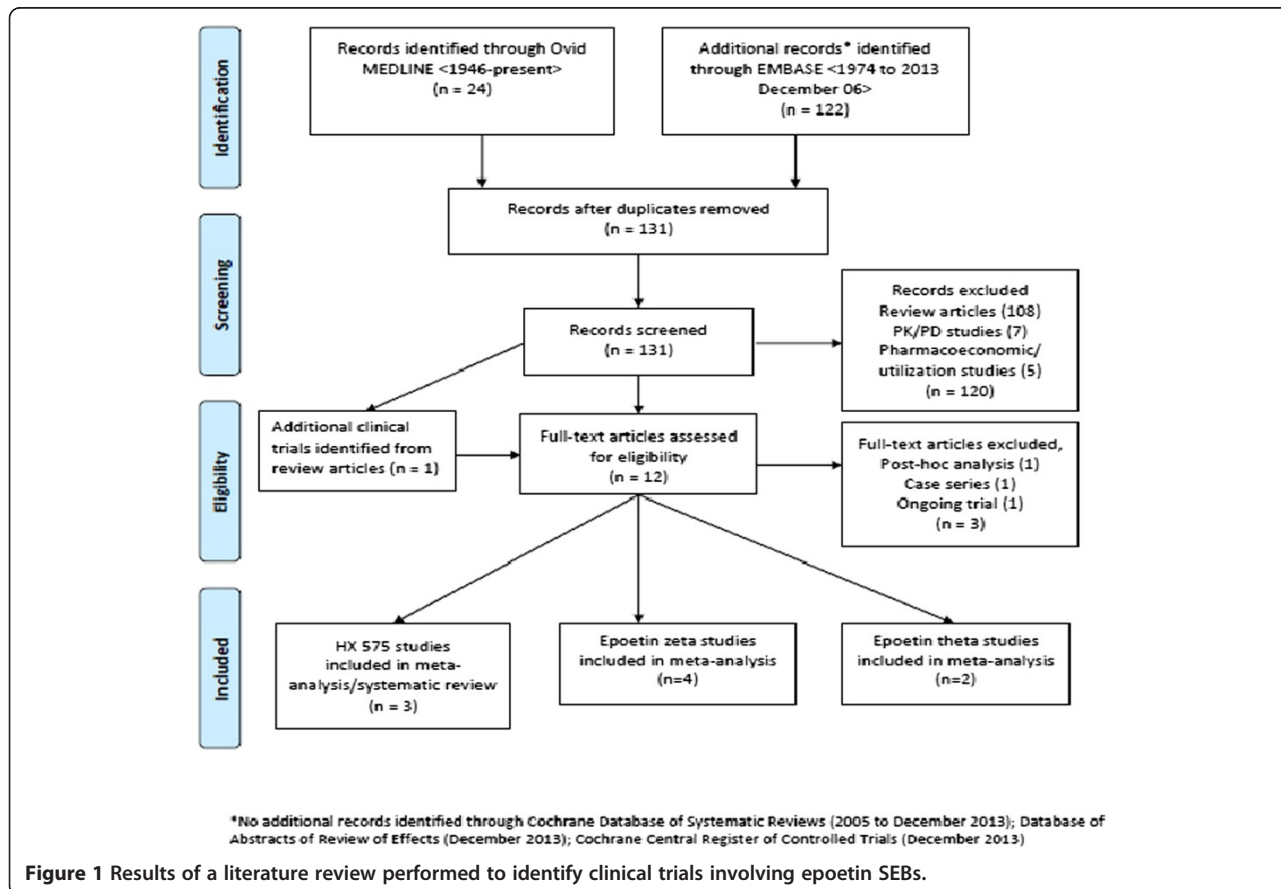 Identification
Records identified through Ovid
MEDLINE <1946-present>
(n = 24)
Additional records* identified
through EMBASE <1974 to 2013
December 06>
(n = 122)
Screening
Records after duplicates removed
(n = 131)
Records screened
(n = 131)
Records excluded
Review articles (108)
PK/PD studies (7)
Pharmacoeconomic/
utilization studies (5)
(n = 120)
Eligibility
Additional clinical
trials identified from
review articles (n = 1)
Full-text articles assessed
for eligibility
(n = 12)
Full-text articles excluded,
Post-hoc analysis (1)
Case series (1)
Ongoing trial (1)
(n = 3)
Included
HX 575 studies
included in meta-
analysis/systematic review
(n = 3)
Epoetin zeta studies
included in meta-analysis
(n=4)
Epoetin theta studies
included in meta-analysis
(n=2)
*No additional records identified through Cochrane Database of Systematic Reviews (2005 to December 2013); Database of
Abstracts of Review of Effects (December 2013); Cochrane Central Register of Controlled Trials (December 2013)
Figure 1 Results of a literature review performed to identify clinical trials involving epoetin SEBs.